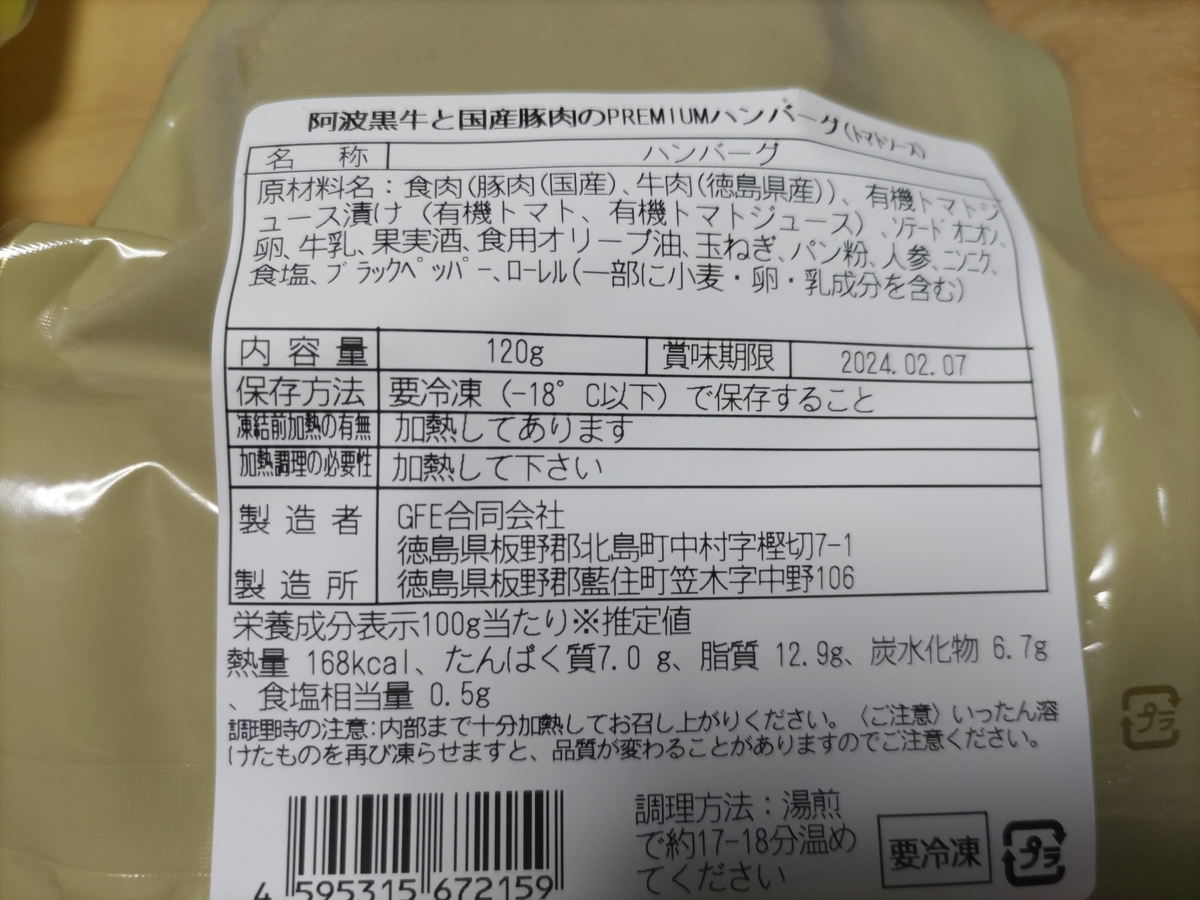 阿波黒牛と国産豚肉のPREMIUMハンバーグ(トマトソース)
名称 ハンバーグ
原材料名：食肉(豚肉(国産)、牛肉(徳島県産))、有機トマトジ
ュース漬け（有機トマト、有機トマトジュース）、ソテードオニオン、
卵、牛乳、果実酒、食用オリーブ油、玉ねぎ、パン粉、人参、ニンニク、
食塩、ブラックペッパー、ローレル(一部に小麦・卵・乳成分を含む)
内容量 120g 賞味期限 2024.02.07
保存方法 要冷凍（-18°C以下）で保存すること
凍結前加熱の有無 加熱してあります
加熱調理の必要性 加熱して下さい
製造者 GFE合同会社
徳島県板野郡北島町中村字樫切7-1
製造所 徳島県板野郡藍住町笠木字中野106
栄養成分表示100g当たり※推定値
熱量 168kcal、たんぱく質7.0 g、脂質 12.9g、炭水化物 6.7g
、食塩相当量 0.5g
調理時の注意:内部まで十分加熱してお召し上がりください。〈ご注意〉いったん溶
けたものを再び凍らせますと、品質が変わることがありますのでご注意ください。
調理方法：湯煎
で約17-18分温め
てください
要冷凍
プラ
4 595315 672159
プラ